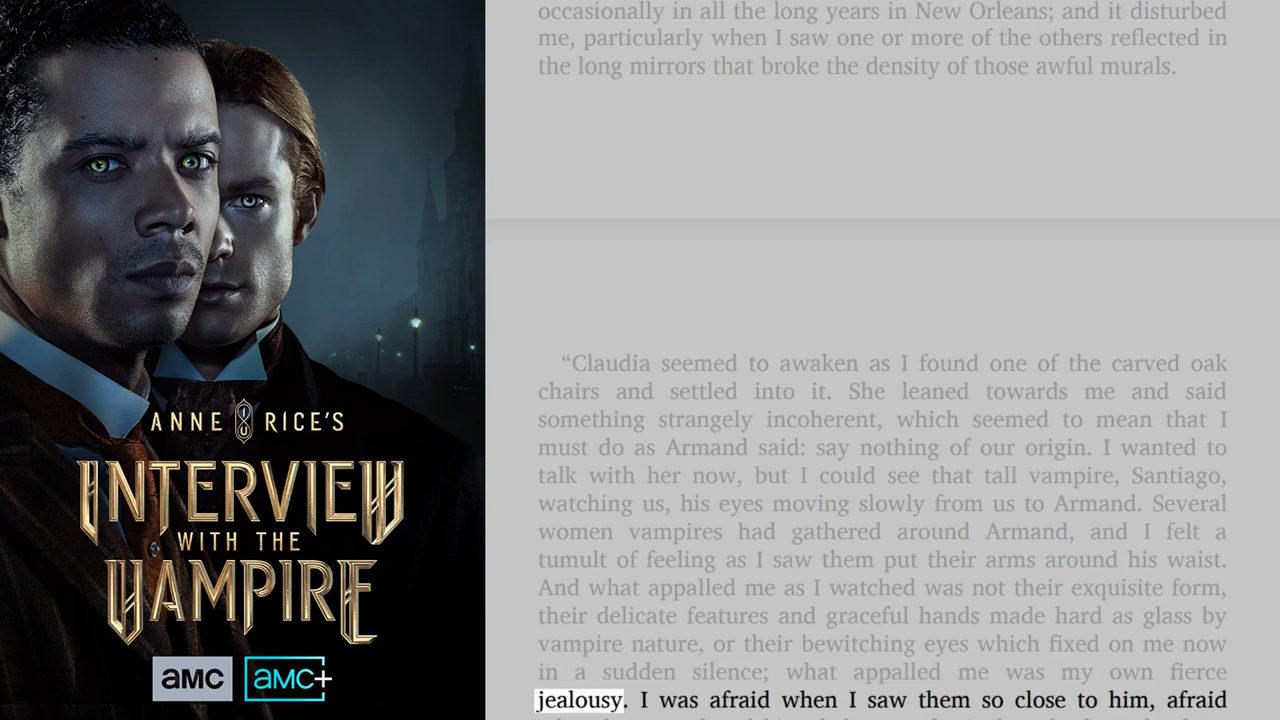 ANNE RICE'S
INTERVIEW
WITH THE
VAMPIRE
aMC
aMC+
occasionally in all the long years in New Orleans; and it disturbed
me, particularly when I saw one or more of the others reflected in
the long mirrors that broke the density of those awful murals.
“Claudia seemed to awaken as I found one of the carved oak
chairs and settled into it. She leaned towards me and said
something strangely incoherent, which seemed to mean that I
must do as Armand said: say nothing of our origin. I wanted to
talk with her now, but I could see that tall vampire, Santiago,
watching us, his eyes moving slowly from us to Armand. Several
women vampires had gathered around Armand, and I felt a
tumult of feeling as I saw them put their arms around his waist.
And what appalled me as I watched was not their exquisite form,
their delicate features and graceful hands made hard as glass by
vampire nature, or their bewitching eyes which fixed on me now
in a sudden silence; what appalled me was my own fierce
jealousy. I was afraid when I saw them so close to him, afraid